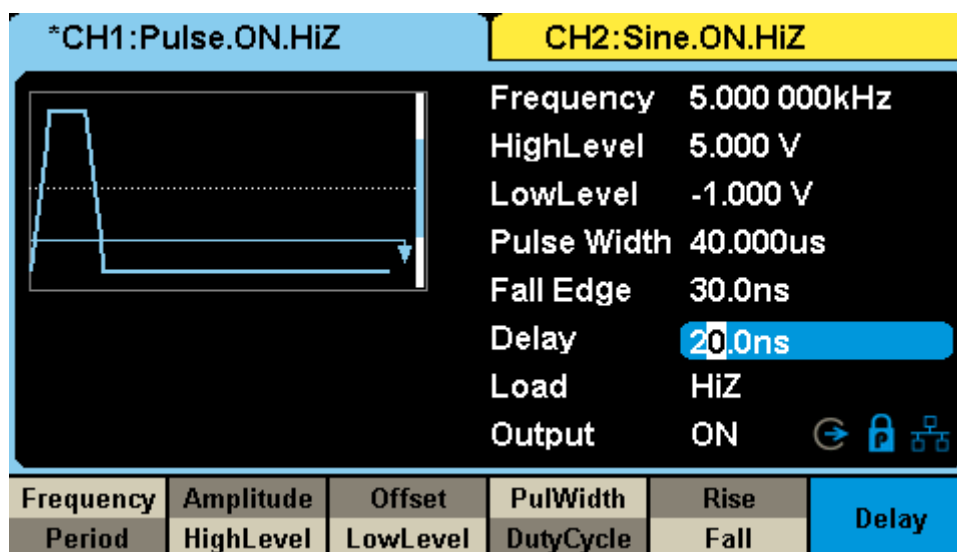 *CH1:Pulse.ON.HiZ CH2:Sine.ON.HiZ
Frequency 5.000 000kHz
HighLevel 5.000 V
LowLevel -1.000 V
Pulse Width 40.000us
Fall Edge 30.0ns
Delay 20.0ns
Load HiZ
Output ON
Frequency Amplitude Offset PulWidth Rise Delay
Period HighLevel LowLevel DutyCycle Fall